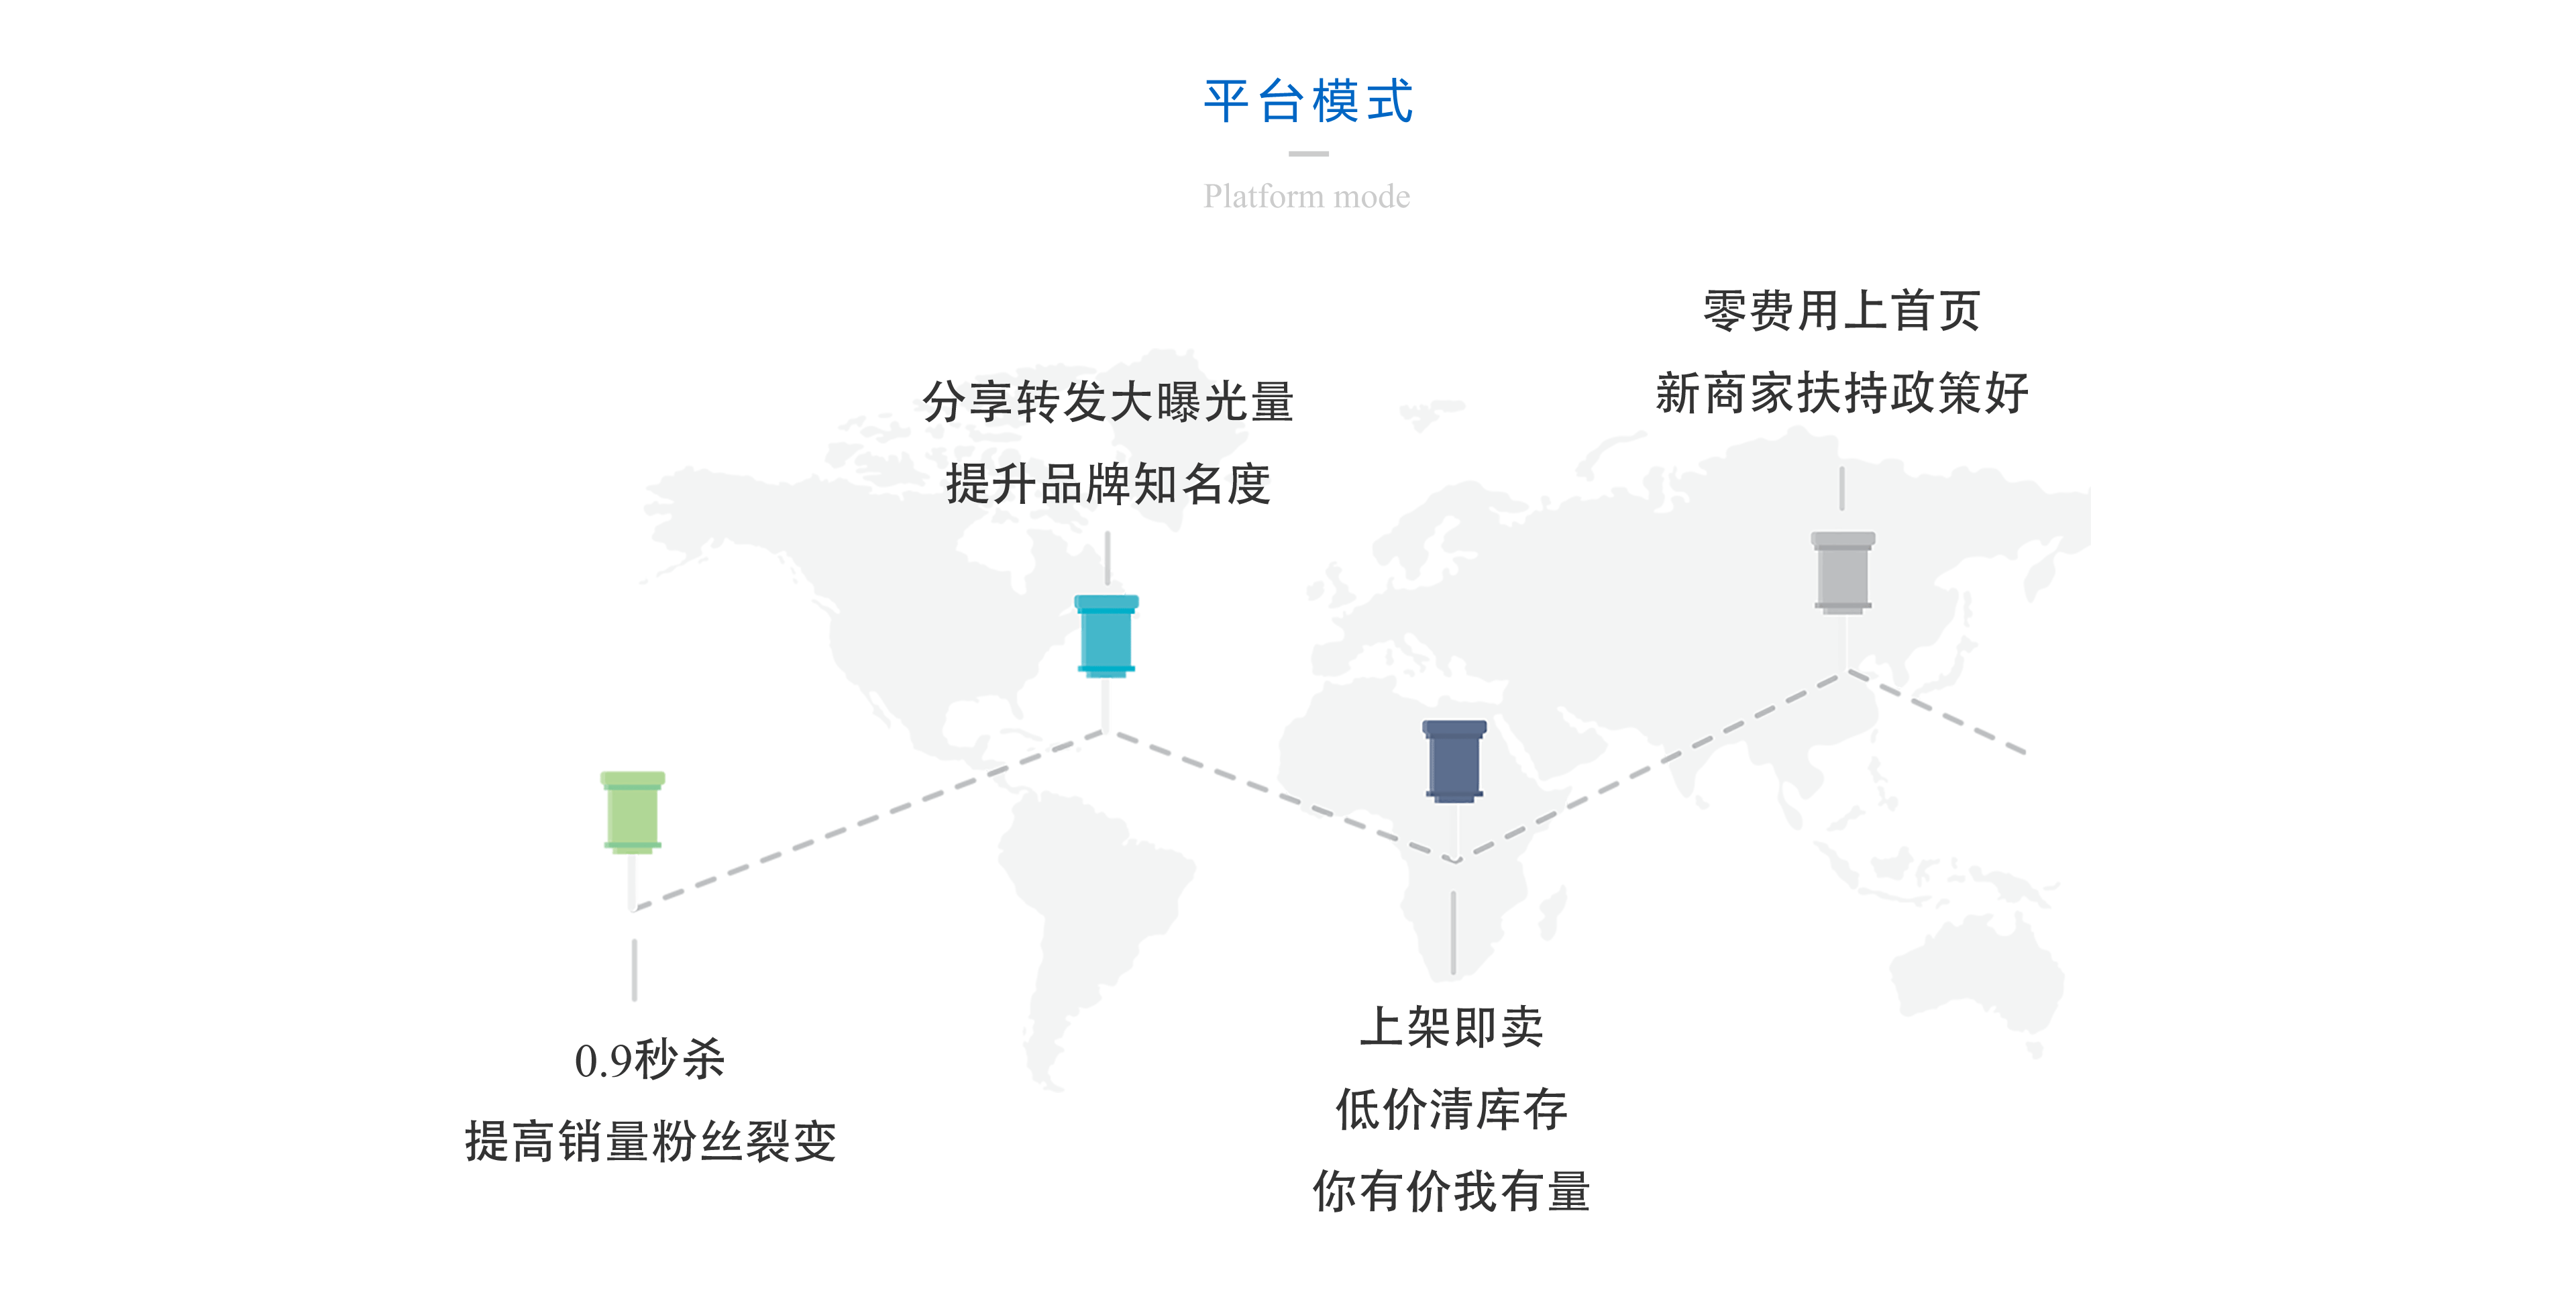 平台模式
Platform mode
零费用上首页
新商家扶持政策好
分享转发大曝光量
提升品牌知名度
0.9秒杀
提高销量粉丝裂变
上架即卖
低价清库存
你有价我有量